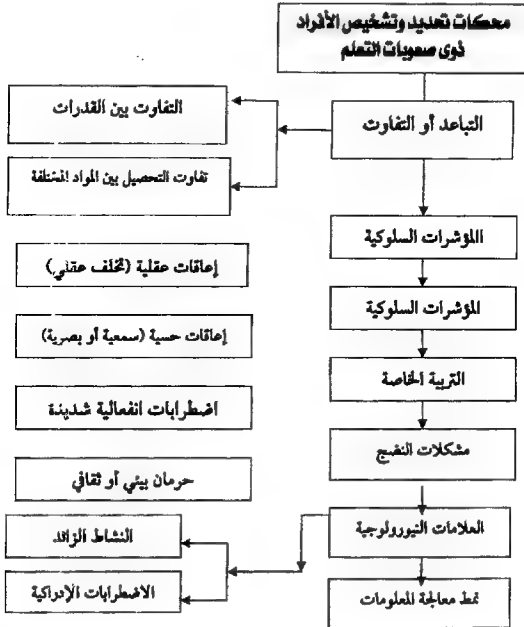 محكات تحديد وتشخيص الأفراد
ذوى صعوبات التعلم
التباعد أو التفاوت
التفاوت بين القدرات
تفاوت التحصيل بين المواد المختلفة
االمؤشرات السلوكية
إعاقات عقلية (تخلف عقلي)
المؤشرات السلوكية
إعاقات حسية (سمعية أو بصرية)
التربية الخاصة
اضطرابات انفعالية شديدة
مشكلات النضج
حرمان بيئي أو ثقافي
العلامات النيورولوجية
النشاط الزائد
الاضطرابات الإدراكية
نمط معالجة المعلومات